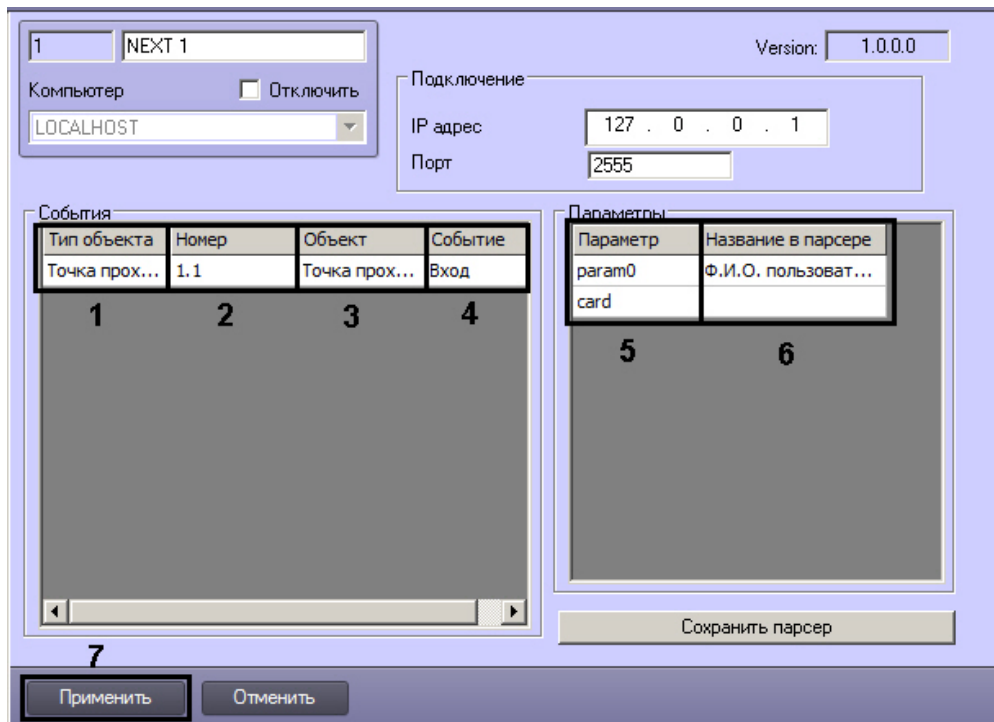 1 NEXT 1
Version: 1.0.0.0
Компьютер Отключить
LOCALHOST
Подключение
IP адрес 127 . 0 . 0 . 1
Порт 2555
События
Тип объекта Номер Объект Событие
Точка прох... 1.1 Точка прох... Вход
1 2 3 4
Параметры
Параметр Название в парсере
param0 Ф.И.О. пользоват...
card
5 6
Сохранить парсер
7
Применить Отменить